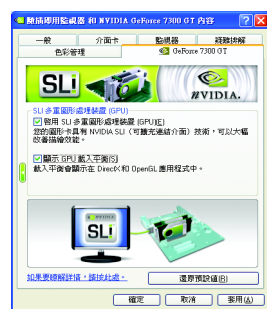 隨插即用監視器 和 NVIDIA GeForce 7300 GT 內容
一般
介面卡
監視器
疑難排解
色彩管理
GeForce 7300 GT
SLI
NVIDIA.
SLI 多重圖形處理裝置 (GPU)
啟用 SLI 多重圖形處理裝置 (GPU)(E)
您的圖形卡具有 NVIDIA SLI（可擴充連結介面）技術，可以大幅
改善描繪效能。
顯示 GPU 載入平衡(S)
載入平衡會顯示在 DirectX 和 OpenGL 應用程式中。
SLI
如果要瞭解詳情，請按此處。
還原預設值(R)
確定
取消
套用(A)